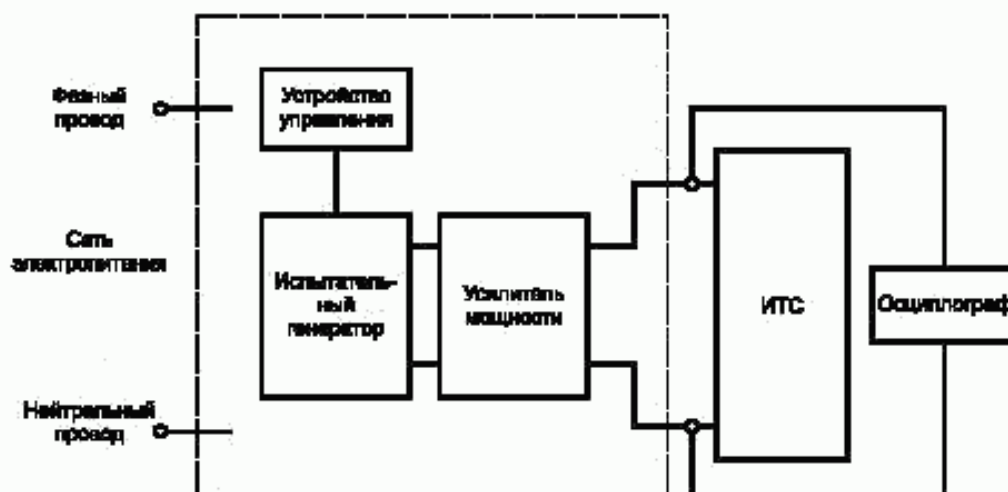 Фазный
провод
Устройство
управления
Сеть
электропитания
Испытатель-
ный
генератор
Усилитель
мощности
ИТС
Осциллограф
Нейтральный
провод